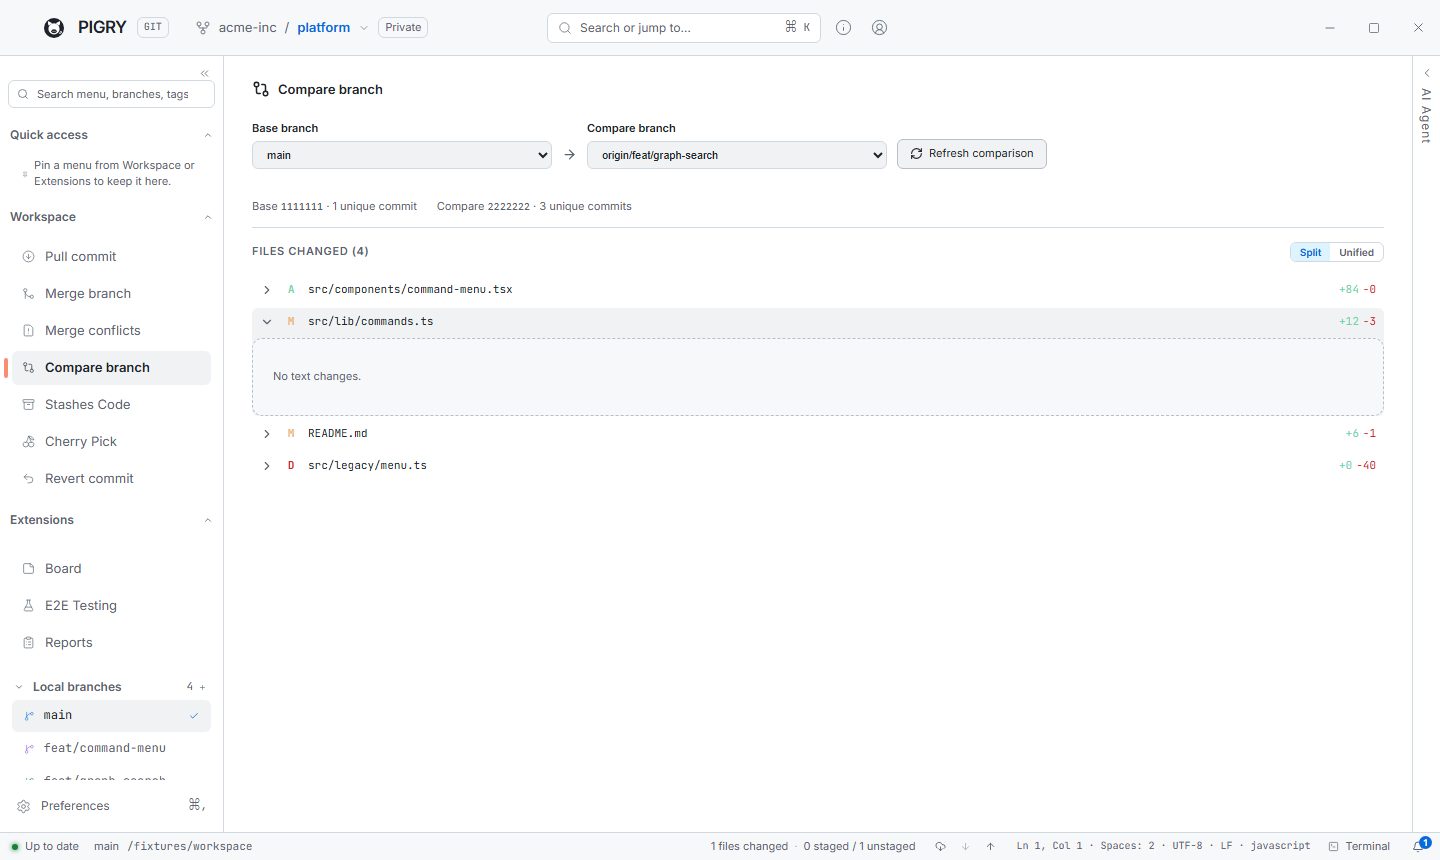 PIGRY GIT acme-inc / platform Private Search or jump to... ⌘ K
Search menu, branches, tags
Quick access
Pin a menu from Workspace or
Extensions to keep it here.
Workspace
Pull commit
Merge branch
Merge conflicts
Compare branch
Stashes Code
Cherry Pick
Revert commit
Extensions
Board
E2E Testing
Reports
Local branches 4 +
main
feat/command-menu
feat/graph-search
Preferences ⌘,
Compare branch
Base branch
main
Compare branch
origin/feat/graph-search
Refresh comparison
Base 1111111 · 1 unique commit Compare 2222222 · 3 unique commits
FILES CHANGED (4) Split Unified
A src/components/command-menu.tsx +84 -0
M src/lib/commands.ts +12 -3
No text changes.
M README.md +6 -1
D src/legacy/menu.ts +0 -40
AI Agent
Up to date main /fixtures/workspace 1 files changed · 0 staged / 1 unstaged Ln 1, Col 1 · Spaces: 2 · UTF-8 · LF · javascript Terminal 1